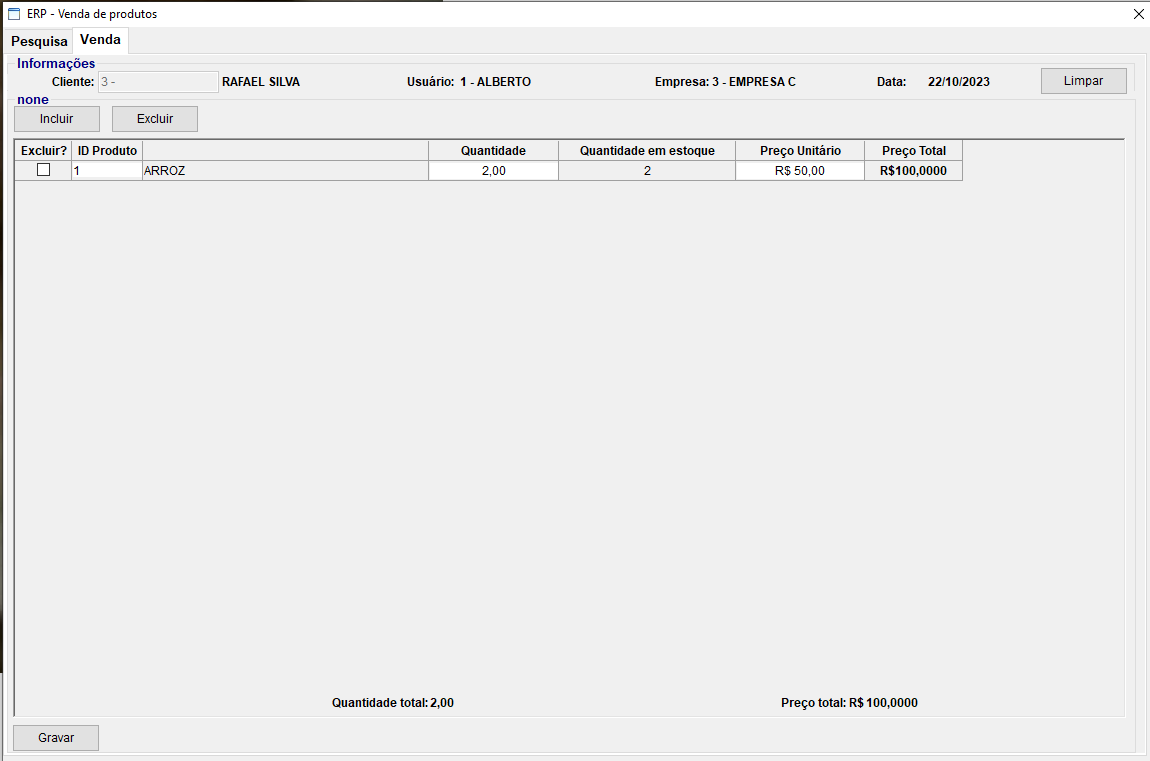 ERP - Venda de produtos
Pesquisa Venda
Informações
Cliente: 3 - RAFAEL SILVA Usuário: 1 - ALBERTO Empresa: 3 - EMPRESA C Data: 22/10/2023 Limpar
none
Incluir Excluir
Excluir? ID Produto Quantidade Quantidade em estoque Preço Unitário Preço Total
1 ARROZ 2,00 2 R$ 50,00 R$100,0000
Quantidade total: 2,00 Preço total: R$ 100,0000
Gravar